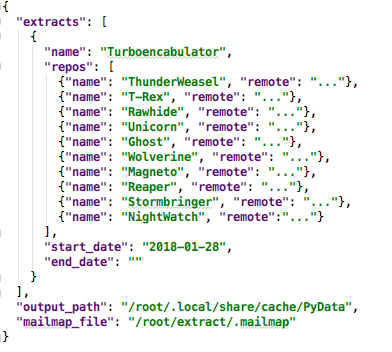 {
  "extracts": [
    {
      "name": "Turboencabulator",
      "repos": [
        {"name": "ThunderWeasel", "remote": "..."},
        {"name": "T-Rex", "remote": "..."},
        {"name": "Rawhide", "remote": "..."},
        {"name": "Unicorn", "remote": "..."},
        {"name": "Ghost", "remote": "..."},
        {"name": "Wolverine", "remote": "..."},
        {"name": "Magneto", "remote": "..."},
        {"name": "Reaper", "remote": "..."},
        {"name": "Stormbringer", "remote": "..."},
        {"name": "NightWatch", "remote":"..."}
      ],
      "start_date": "2018-01-28",
      "end_date": ""
    }
  ],
  "output_path": "/root/.local/share/cache/PyData",
  "mailmap_file": "/root/extract/.mailmap"
}